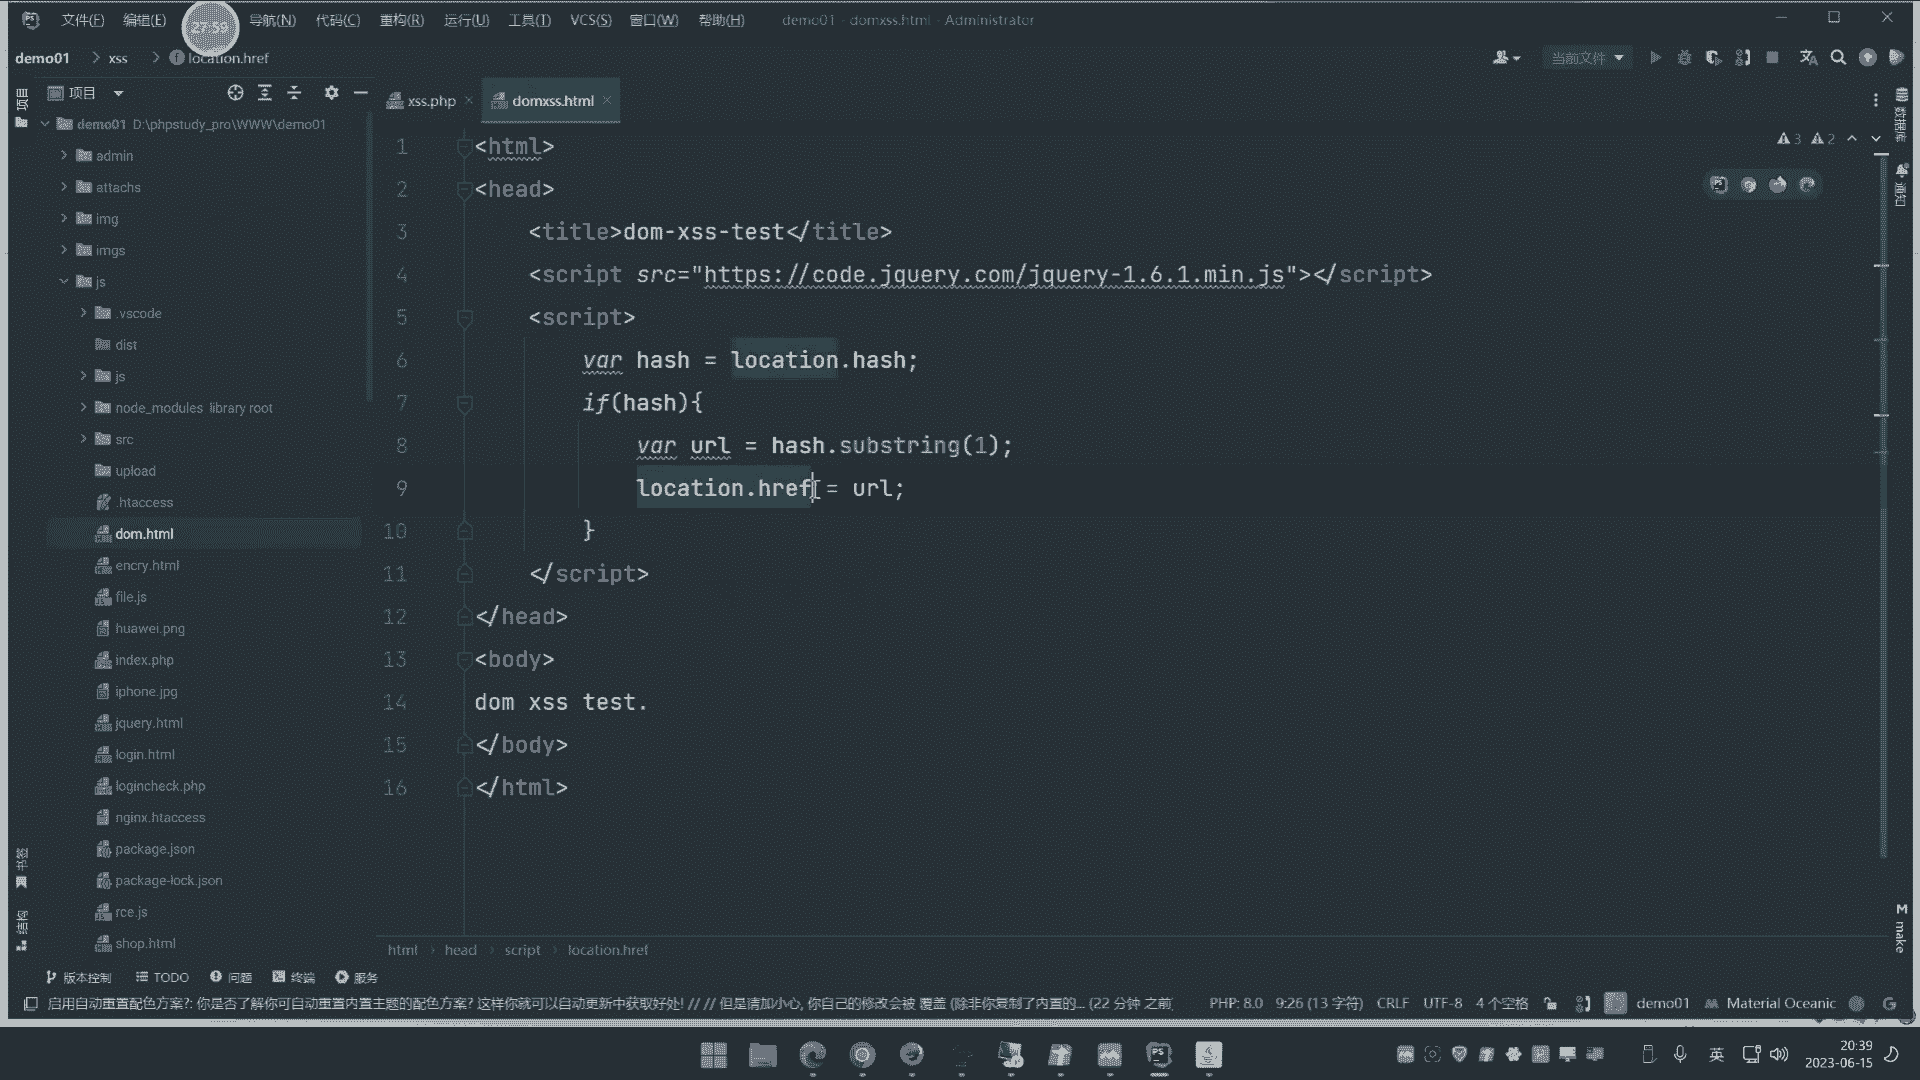 文件(F) 编辑(E) 27:59 导航(N) 代码(C) 重构(R) 运行(U) 工具(T) VCS(S) 窗口(W) 帮助(H) demo01 - domxss.html - Administrator
demo01 xss location.href 当前文件
项目 项目 xss.php domxss.html
demo01 D:\phpstudy_pro\WWW\demo01
admin
attachs
img
imgs
js
.vscode
dist
js
node_modules library root
src
upload
.htaccess
dom.html
encry.html
file.js
huawei.png
index.php
iphone.jpg
jquery.html
login.html
logincheck.php
nginx.htaccess
package.json
package-lock.json
rce.js
shop.html
书签
结构
3 2
1 <html>
2 <head>
3 <title>dom-xss-test</title>
4 <script src="https://code.jquery.com/jquery-1.6.1.min.js"></script>
5 <script>
6 var hash = location.hash;
7 if(hash){
8 var url = hash.substring(1);
9 location.href = url;
10 }
11 </script>
12 </head>
13 <body>
14 dom xss test.
15 </body>
16 </html>
数据库
通知
make
html head script location.href
版本控制 TODO 问题 终端 服务
启用自动重置配色方案?: 你是否了解你可自动重置内置主题的配色方案? 这样你就可以自动更新中获取好处! // // 但是请加小心, 你自己的修改会被 覆盖 (除非你复制了内置的... (22 分钟 之前) PHP: 8.0 9:26 (13 字符) CRLF UTF-8 4 个空格 demo01 Material Oceanic
英 20:39
2023-06-15